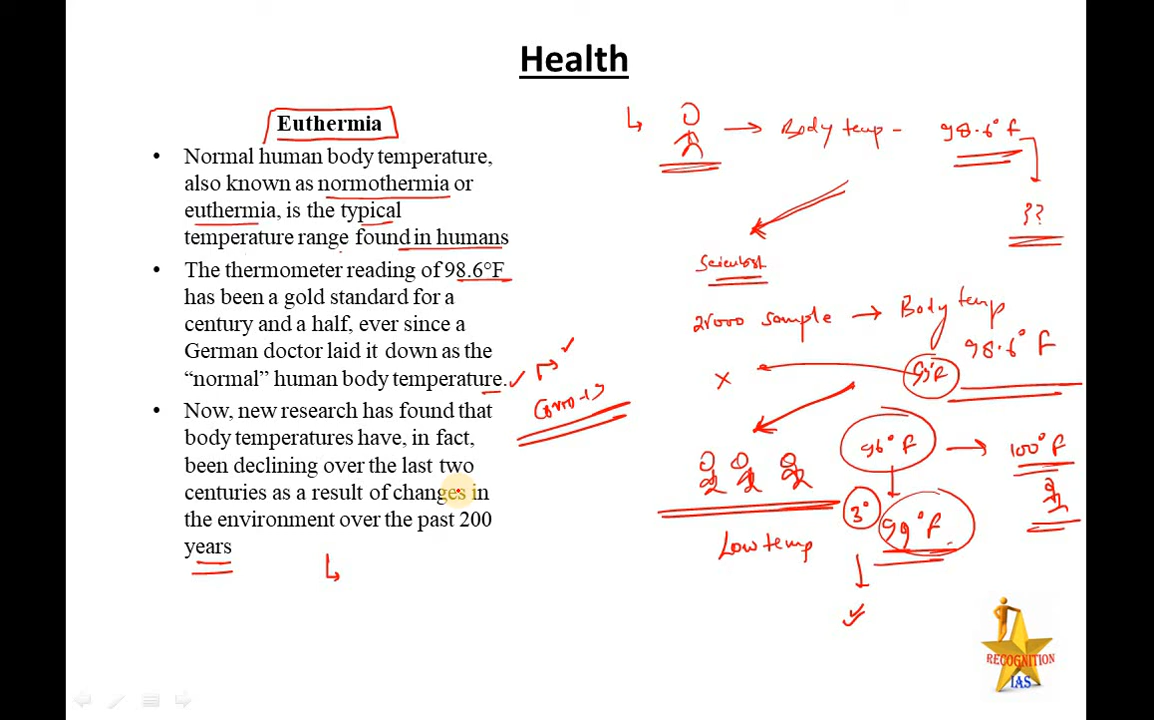 Health
Euthermia
• Normal human body temperature,
also known as normothermia or
euthermia, is the typical
temperature range found in humans
• The thermometer reading of 98.6°F
has been a gold standard for a
century and a half, ever since a
German doctor laid it down as the
“normal” human body temperature.
• Now, new research has found that
body temperatures have, in fact,
been declining over the last two
centuries as a result of changes in
the environment over the past 200
years
Body temp - 98.6° F
??
Scientist
sample → Body temp
98.6° F
96° F → 100° F
3° 99° F
Low temp
RECOGNITION
IAS